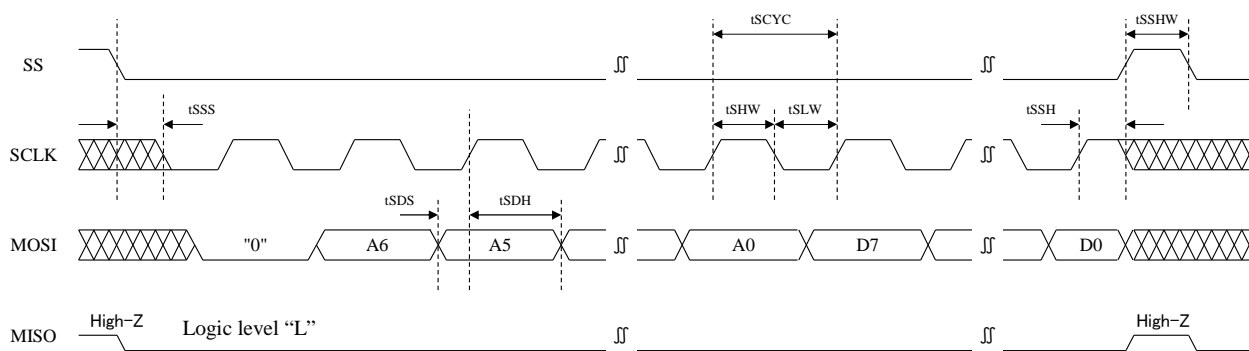 tSCYC
tSSHW
SS
tSSS
tSHW
tSLW
tSSH
SCLK
tSDS
tSDH
MOSI
"0"
A6
A5
A0
D7
D0
High-Z
Logic level “L”
High-Z
MISO